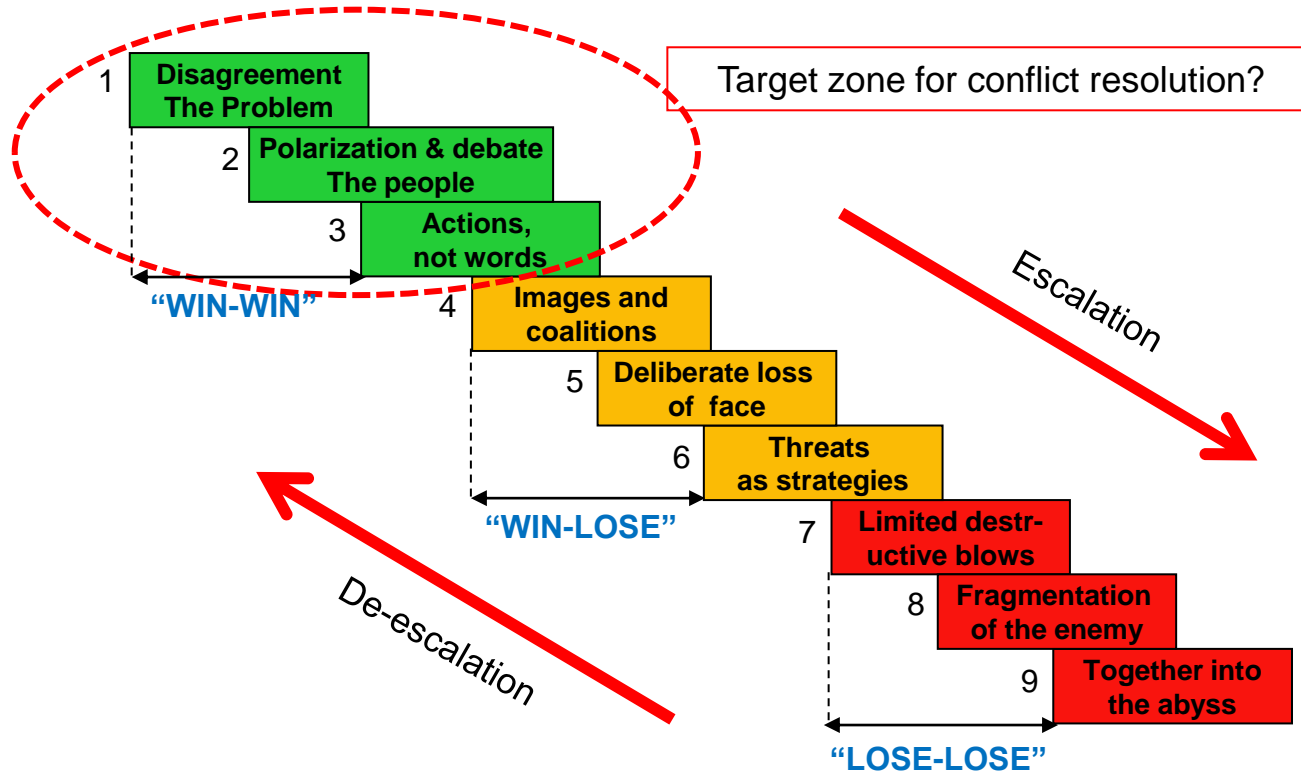 Target zone for conflict resolution?
1
Disagreement
The Problem
2
Polarization & debate
The people
3
Actions,
not words
“WIN-WIN”
4
Images and
coalitions
5
Deliberate loss
of face
6
Threats
as strategies
“WIN-LOSE”
7
Limited destr-
uctive blows
8
Fragmentation
of the enemy
9
Together into
the abyss
“LOSE-LOSE”
Escalation
De-escalation